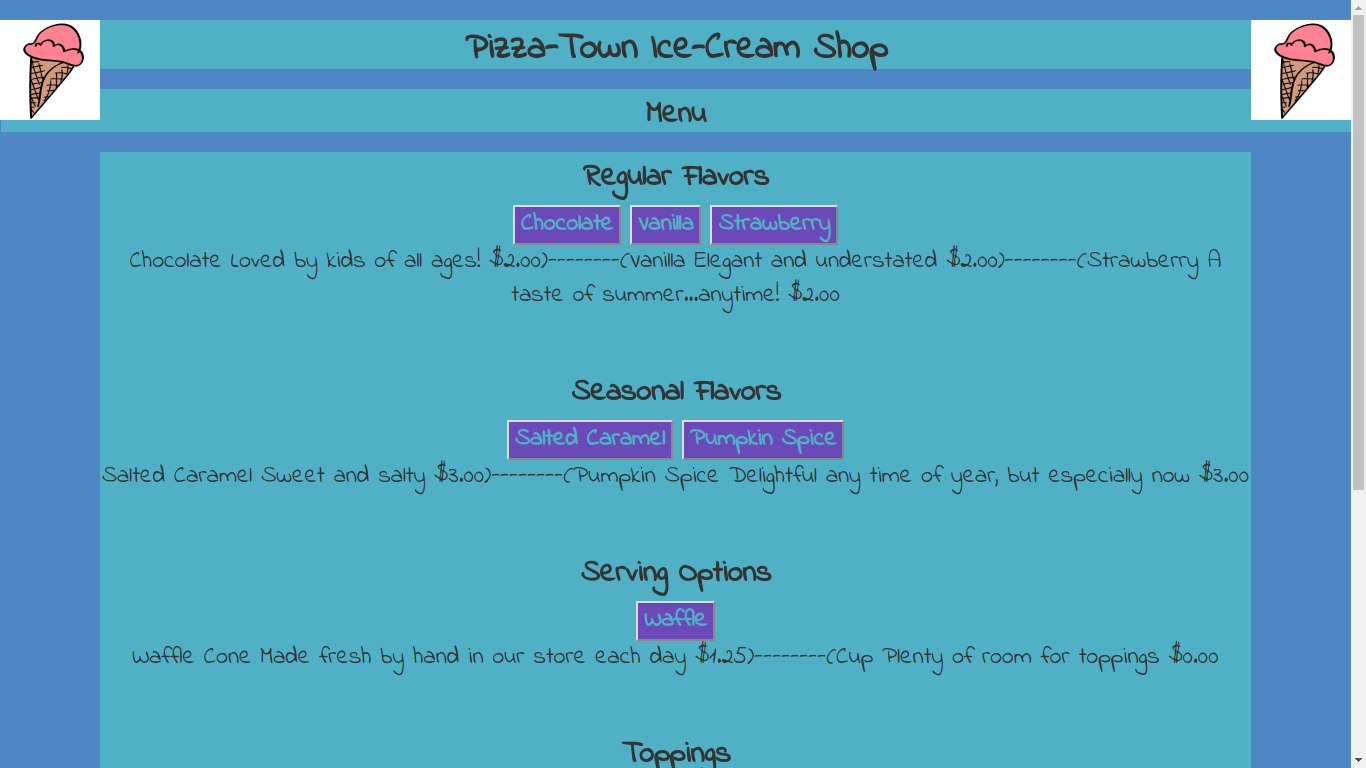 Pizza-Town Ice-Cream Shop
Menu
Regular Flavors
Chocolate Vanilla Strawberry
Chocolate Loved by kids of all ages! $2.00)--------(Vanilla Elegant and understated $2.00)--------(Strawberry A
taste of summer...anytime! $2.00
Seasonal Flavors
Salted Caramel Pumpkin Spice
Salted Caramel Sweet and salty $3.00)--------(Pumpkin Spice Delightful any time of year, but especially now $3.00
Serving Options
Waffle
Waffle Cone Made fresh by hand in our store each day $1.25)--------(Cup Plenty of room for toppings $0.00
Toppings